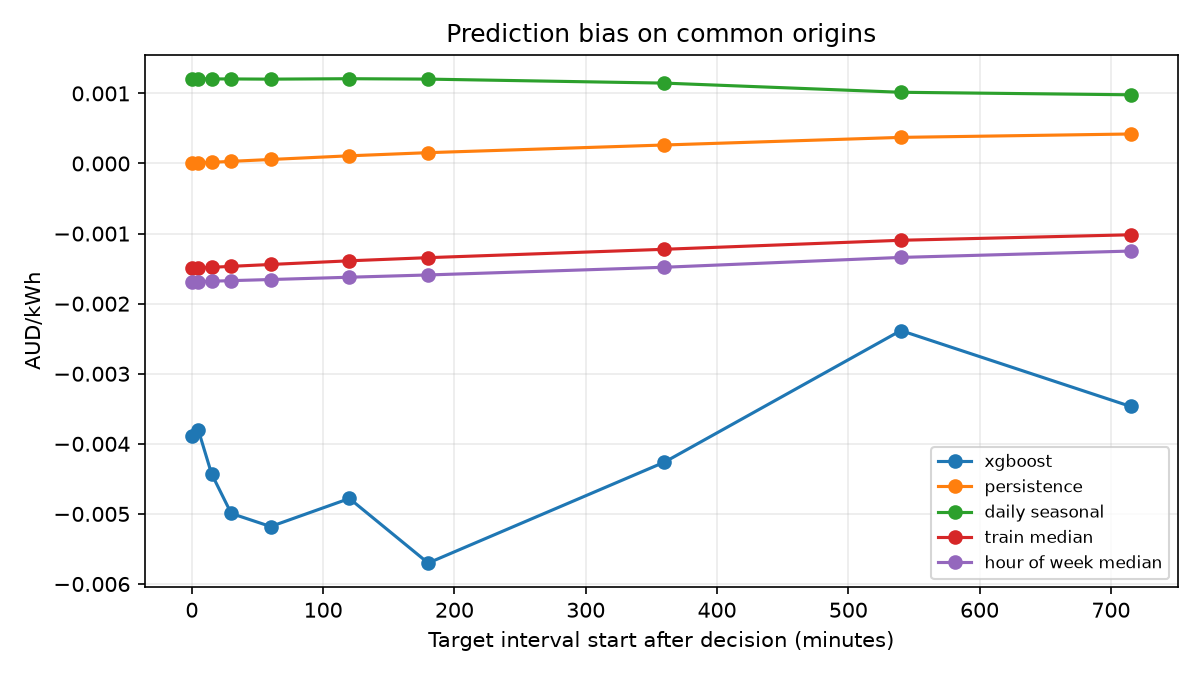 Prediction bias on common origins
AUD/kWh
0.001
0.000
−0.001
−0.002
−0.003
−0.004
−0.005
−0.006
xgboost
persistence
daily seasonal
train median
hour of week median
0 100 200 300 400 500 600 700
Target interval start after decision (minutes)